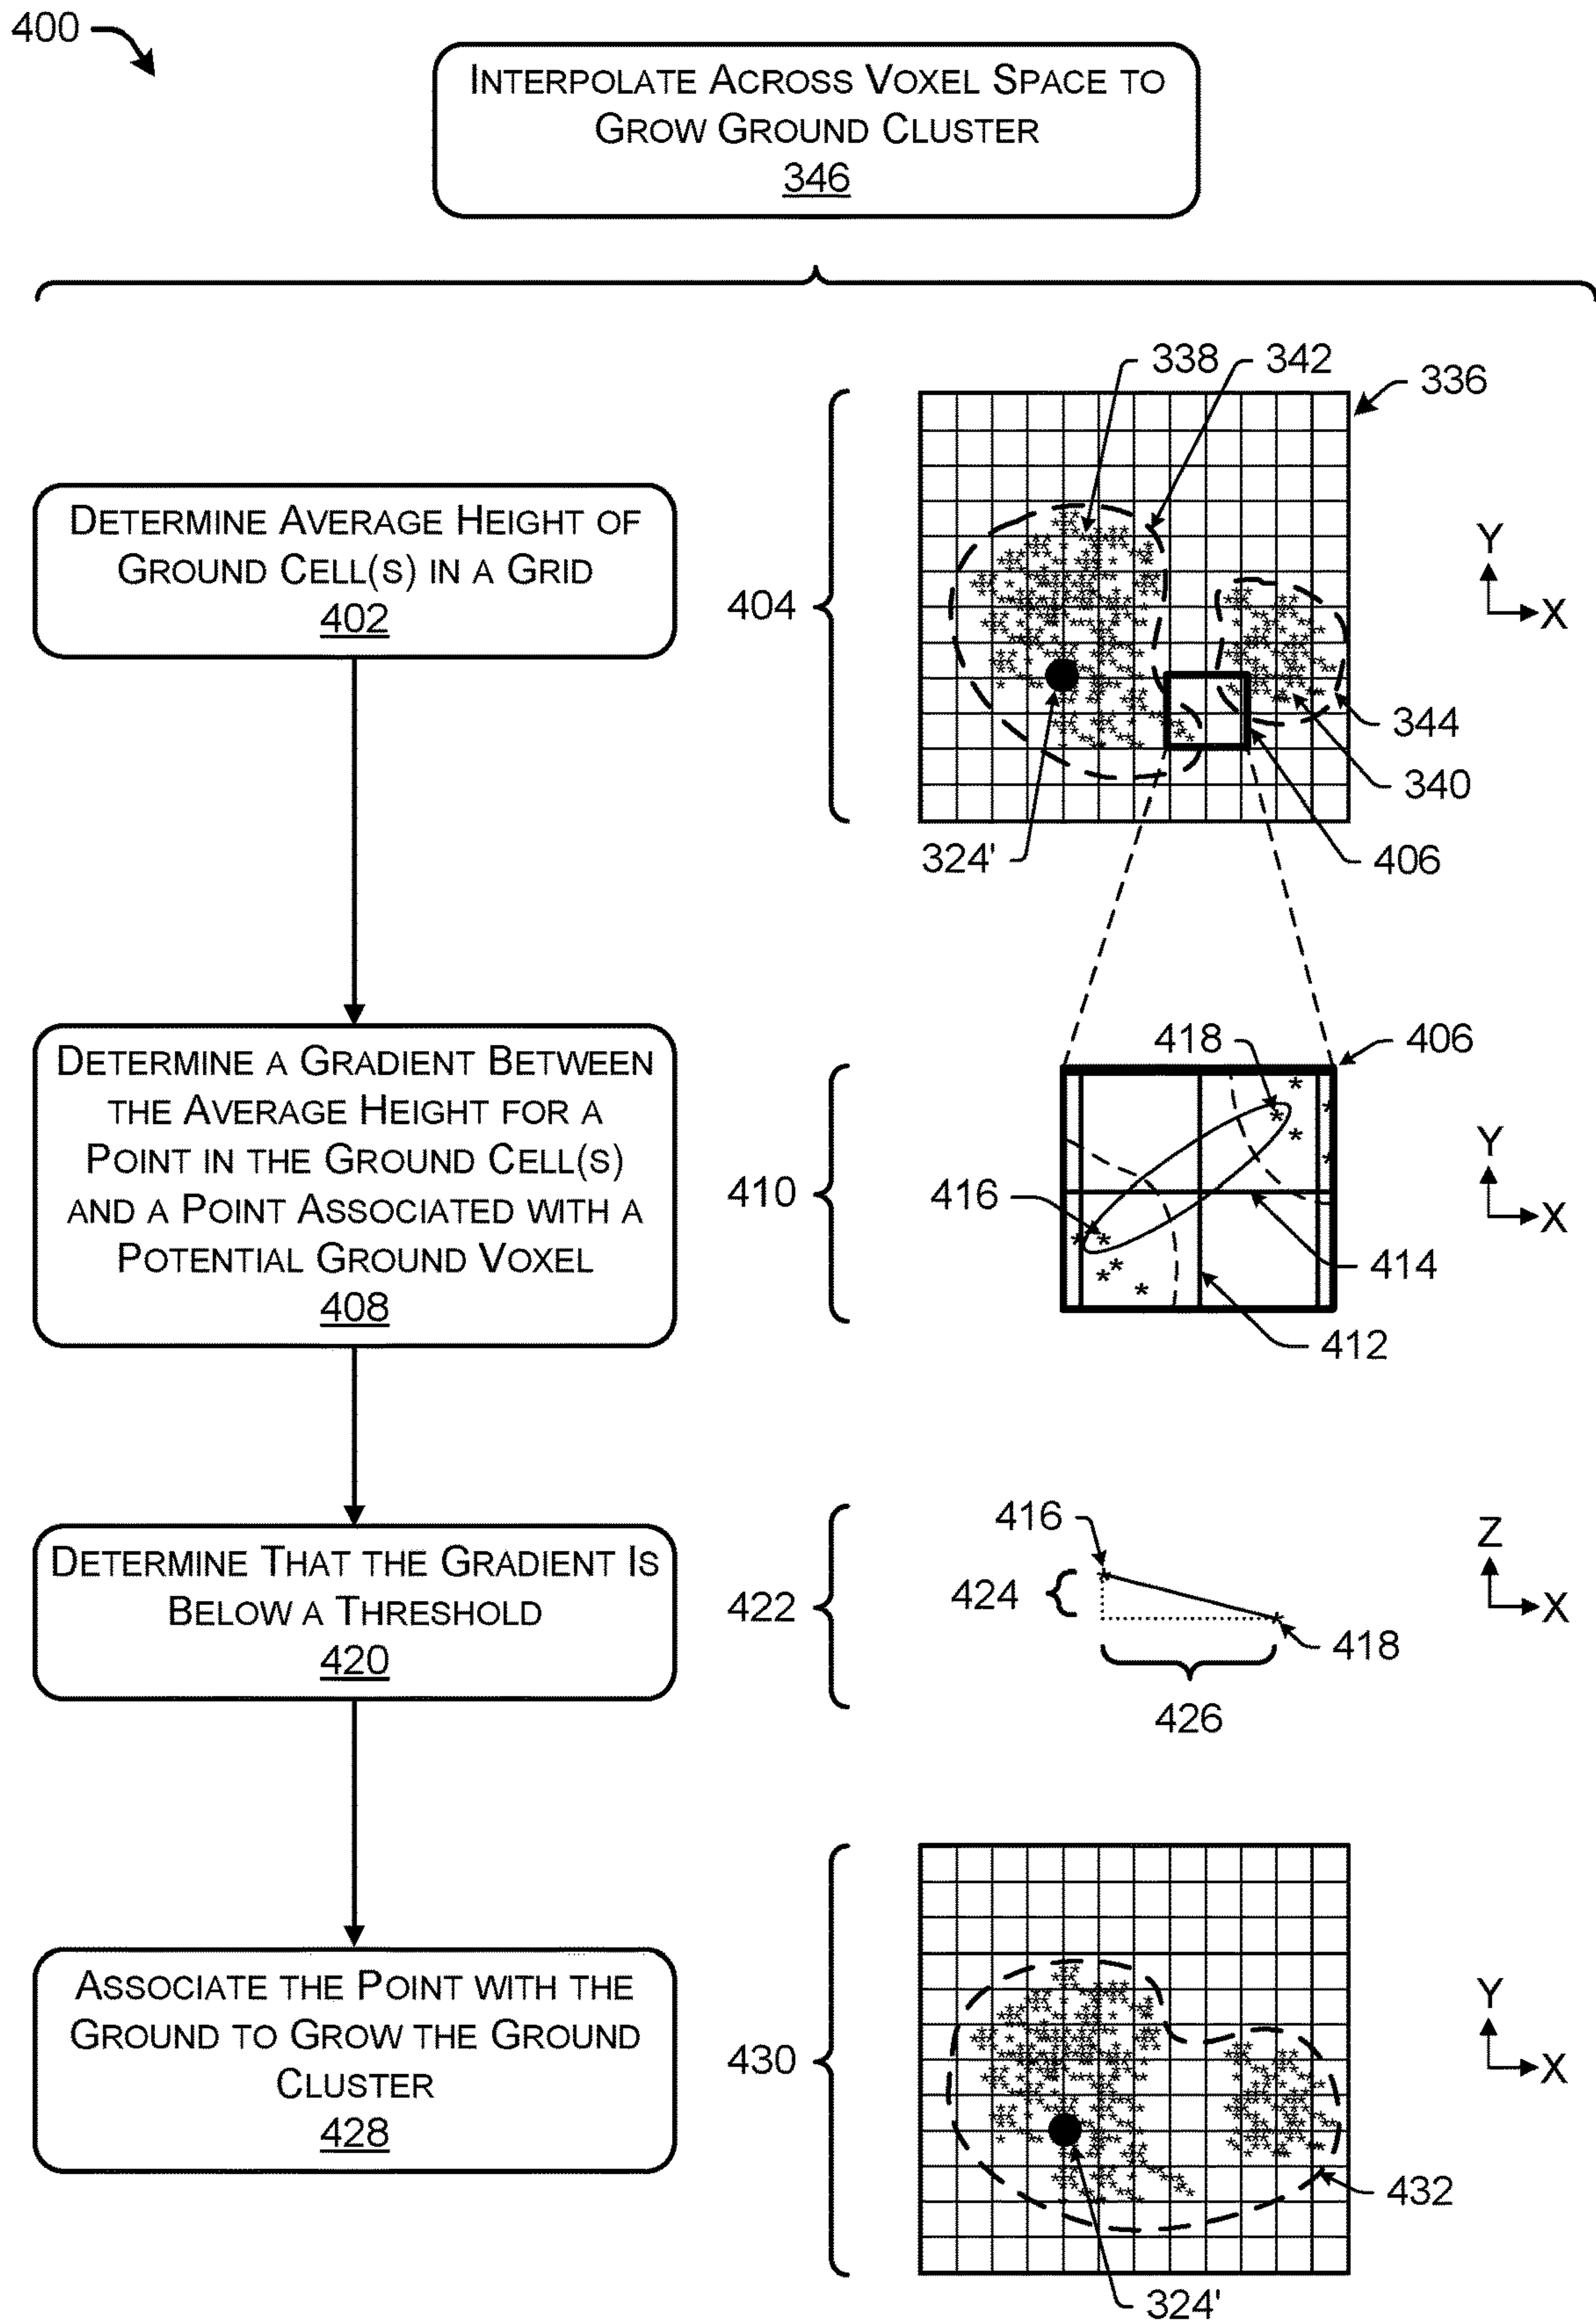 400
INTERPOLATE ACROSS VOXEL SPACE TO
GROW GROUND CLUSTER
346
338
342
336
DETERMINE AVERAGE HEIGHT OF
GROUND CELL(S) IN A GRID
402
404
Y
X
344
340
324'
406
DETERMINE A GRADIENT BETWEEN
THE AVERAGE HEIGHT FOR A
POINT IN THE GROUND CELL(S)
AND A POINT ASSOCIATED WITH A
POTENTIAL GROUND VOXEL
408
410
418
406
416
Y
X
414
412
DETERMINE THAT THE GRADIENT IS
BELOW A THRESHOLD
420
422
416
424
418
426
Z
X
ASSOCIATE THE POINT WITH THE
GROUND TO GROW THE GROUND
CLUSTER
428
430
Y
X
432
324'